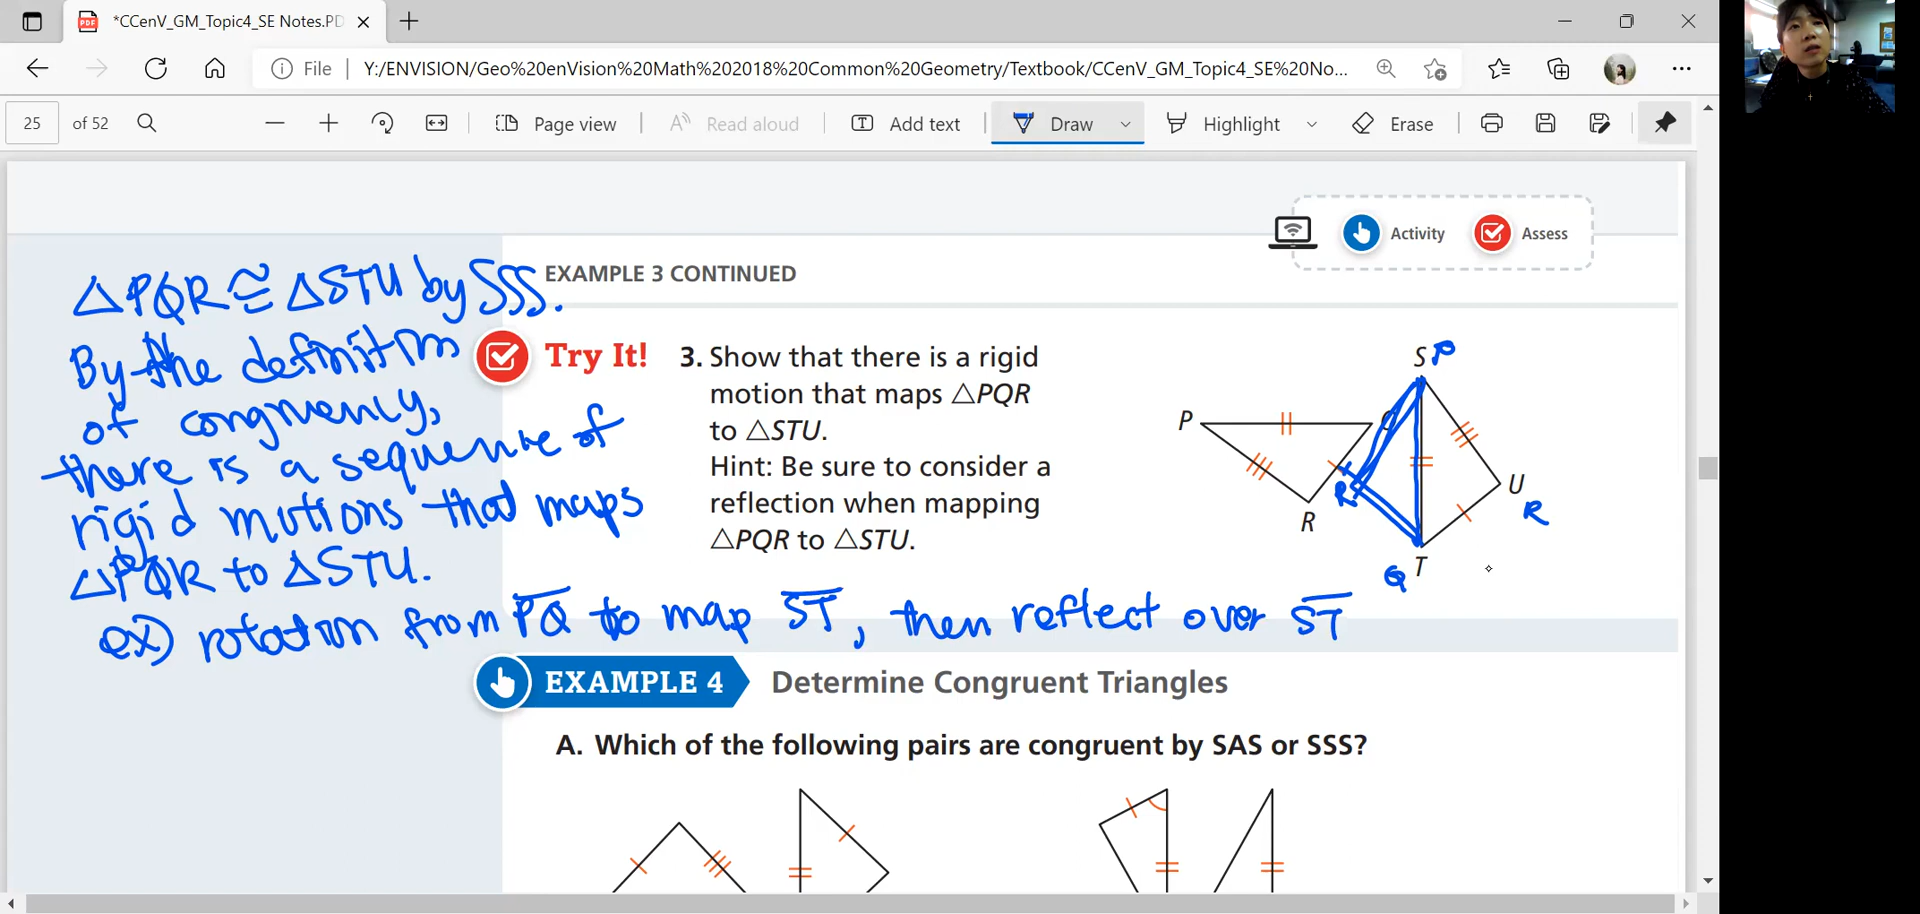 *CCenV_GM_Topic4_SE Notes.PD
File
Y:/ENVISION/Geo%20enVision%20Math%202018%20Common%20Geometry/Textbook/CCenV_GM_Topic4_SE%20No...
25 of 52
Page view
Read aloud
Add text
Draw
Highlight
Erase
Activity
Assess
EXAMPLE 3 CONTINUED
△PQR ≅ △STU by SSS.
By the definition
of congruency,
there is a sequence of
rigid motions that maps
△PQR to △STU.
ex) rotation from P̅Q̅ to map S̅T̅, then reflect over S̅T̅
Try It!
3. Show that there is a rigid
motion that maps △PQR
to △STU.
Hint: Be sure to consider a
reflection when mapping
△PQR to △STU.
S P
P
R
R
U
R
Q T
EXAMPLE 4
Determine Congruent Triangles
A. Which of the following pairs are congruent by SAS or SSS?